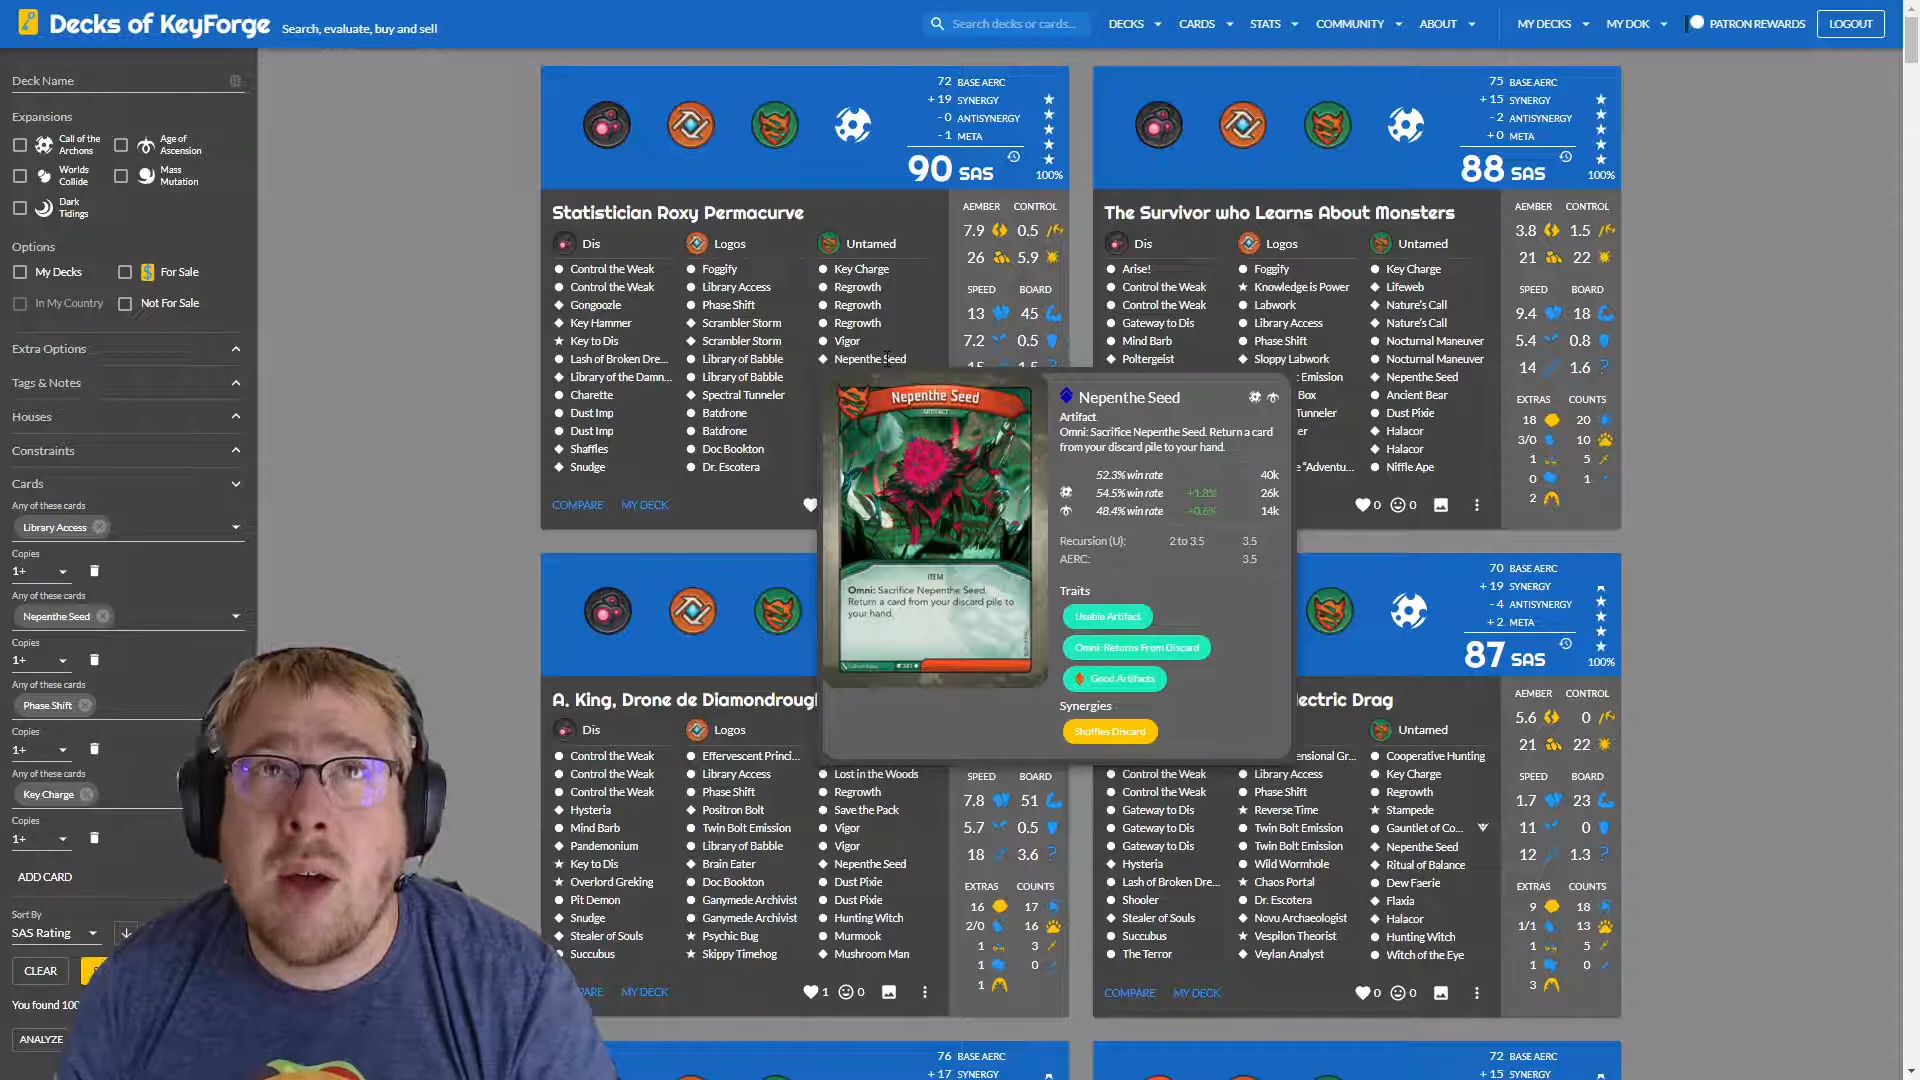 Decks of KeyForge
Search, evaluate, buy and sell
Search decks or cards...
DECKS
CARDS
STATS
COMMUNITY
ABOUT
MY DECKS
MY DOK
PATRON REWARDS
LOGOUT
Deck Name
Expansions
Call of the Archons
Age of Ascension
Worlds Collide
Mass Mutation
Dark Tidings
Options
My Decks
For Sale
In My Country
Not For Sale
Extra Options
Tags & Notes
Houses
Constraints
Cards
Any of these cards
Library Access
Copies
1+
Any of these cards
Nepenthe Seed
Copies
1+
Any of these cards
Phase Shift
Copies
1+
Any of these cards
Key Charge
Copies
1+
ADD CARD
Sort By
SAS Rating
CLEAR
You found 100
ANALYZE
72 BASE AERC
+19 SYNERGY
-0 ANTISYNERGY
-1 META
90 SAS
100%
Statistician Roxy Permacurve
Dis
Control the Weak
Control the Weak
Gongoozle
Key Hammer
Key to Dis
Lash of Broken Dre...
Library of the Damn...
Charette
Dust Imp
Dust Imp
Shaffles
Snudge
Logos
Foggify
Library Access
Phase Shift
Scrambler Storm
Scrambler Storm
Library of Babble
Library of Babble
Spectral Tunneler
Batdrone
Batdrone
Doc Bookton
Dr. Escotera
Untamed
Key Charge
Regrowth
Regrowth
Regrowth
Vigor
Nepenthe Seed
AEMBER CONTROL
7.9 0.5
26 5.9
SPEED BOARD
13 45
7.2 0.5
COMPARE
MY DECK
75 BASE AERC
+15 SYNERGY
-2 ANTISYNERGY
+0 META
88 SAS
100%
The Survivor who Learns About Monsters
Dis
Arise!
Control the Weak
Control the Weak
Gateway to Dis
Mind Barb
Poltergeist
Logos
Foggify
Knowledge is Power
Labwork
Library Access
Phase Shift
Sloppy Labwork
Emission
Box
Tunneler
"Adventu...
Untamed
Key Charge
Lifeweb
Nature's Call
Nature's Call
Nocturnal Maneuver
Nocturnal Maneuver
Nepenthe Seed
Ancient Bear
Dust Pixie
Halacor
Halacor
Niffle Ape
AEMBER CONTROL
3.8 1.5
21 22
SPEED BOARD
9.4 18
5.4 0.8
14 1.6
EXTRAS COUNTS
18 20
3/0 10
1 5
0 1
2
0
0
Nepenthe Seed
ARTIFACT
ITEM
Omni: Sacrifice Nepenthe Seed.
Return a card from your discard pile to
your hand.
Nepenthe Seed
Artifact
Omni: Sacrifice Nepenthe Seed. Return a card
from your discard pile to your hand.
52.3% win rate 40k
54.5% win rate +1.8% 26k
48.4% win rate +0.6% 14k
Recursion (U): 2 to 3.5 3.5
AERC: 3.5
Traits
Usable Artifact
Omni: Returns From Discard
Good Artifacts
Synergies
Shuffles Discard
A. King, Drone de Diamondroug
Dis
Control the Weak
Control the Weak
Control the Weak
Hysteria
Mind Barb
Pandemonium
Key to Dis
Overlord Greking
Pit Demon
Snudge
Stealer of Souls
Succubus
Logos
Effervescent Princi...
Library Access
Phase Shift
Positron Bolt
Twin Bolt Emission
Library of Babble
Brain Eater
Doc Bookton
Ganymede Archivist
Ganymede Archivist
Psychic Bug
Skippy Timehog
Lost in the Woods
Regrowth
Save the Pack
Vigor
Vigor
Nepenthe Seed
Dust Pixie
Dust Pixie
Hunting Witch
Murmook
Mushroom Man
SPEED BOARD
7.8 51
5.7 0.5
18 3.6
EXTRAS COUNTS
16 17
2/0 16
1 3
1 0
1
PARE
MY DECK
1
0
70 BASE AERC
+19 SYNERGY
-4 ANTISYNERGY
+2 META
87 SAS
100%
lectric Drag
Control the Weak
Control the Weak
Gateway to Dis
Gateway to Dis
Gateway to Dis
Hysteria
Lash of Broken Dre...
Shooler
Stealer of Souls
Succubus
The Terror
ensional Gr...
Library Access
Phase Shift
Reverse Time
Twin Bolt Emission
Twin Bolt Emission
Wild Wormhole
Chaos Portal
Dr. Escotera
Novu Archaeologist
Vespilon Theorist
Veylan Analyst
Untamed
Cooperative Hunting
Key Charge
Regrowth
Stampede
Gauntlet of Co...
Nepenthe Seed
Ritual of Balance
Dew Faerie
Flaxia
Halacor
Hunting Witch
Witch of the Eye
AEMBER CONTROL
5.6 0
21 22
SPEED BOARD
1.7 23
11 0
12 1.3
EXTRAS COUNTS
9 18
1/1 13
1 5
1 0
3
COMPARE
MY DECK
0
0
76 BASE AERC
+17 SYNERGY
72 BASE AERC
+15 SYNERGY